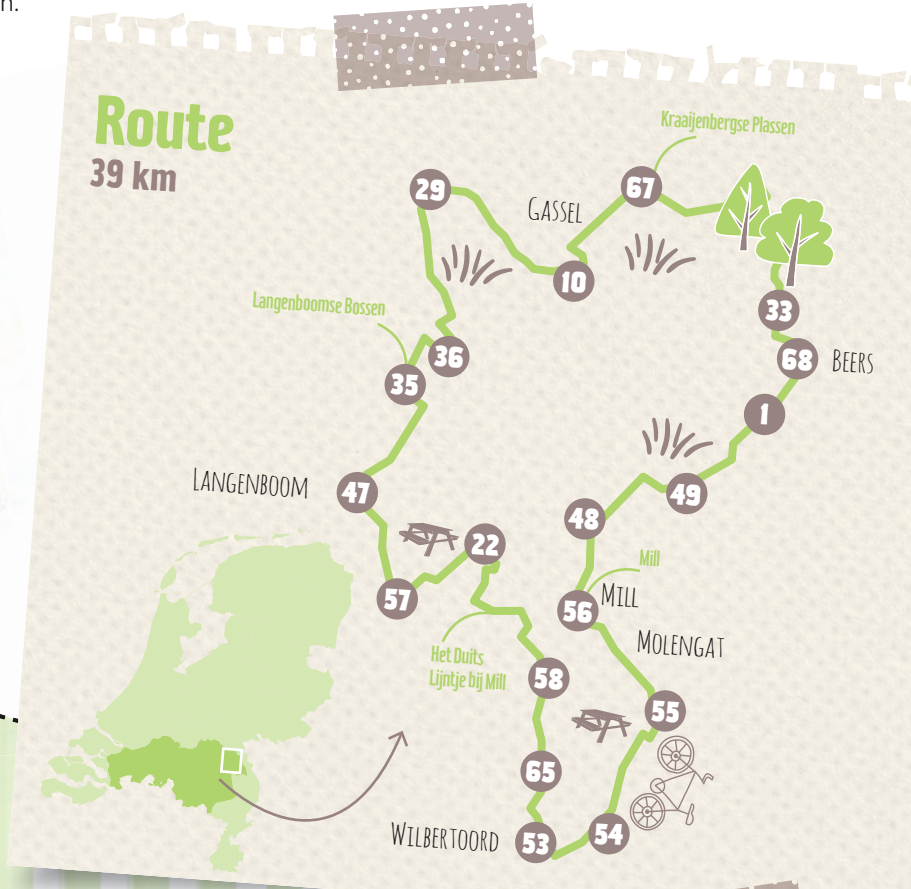 n.
Route
39 km
Kraaijenbergse Plassen
29
67
GASSEL
10
Langenboomse Bossen
33
36
68
BEERS
35
1
LANGENBOOM
47
49
48
22
Mill
57
56
MILL
MOLENGAT
Het Duits
Lijntje bij Mill
58
55
65
WILBERTOORD
53
54